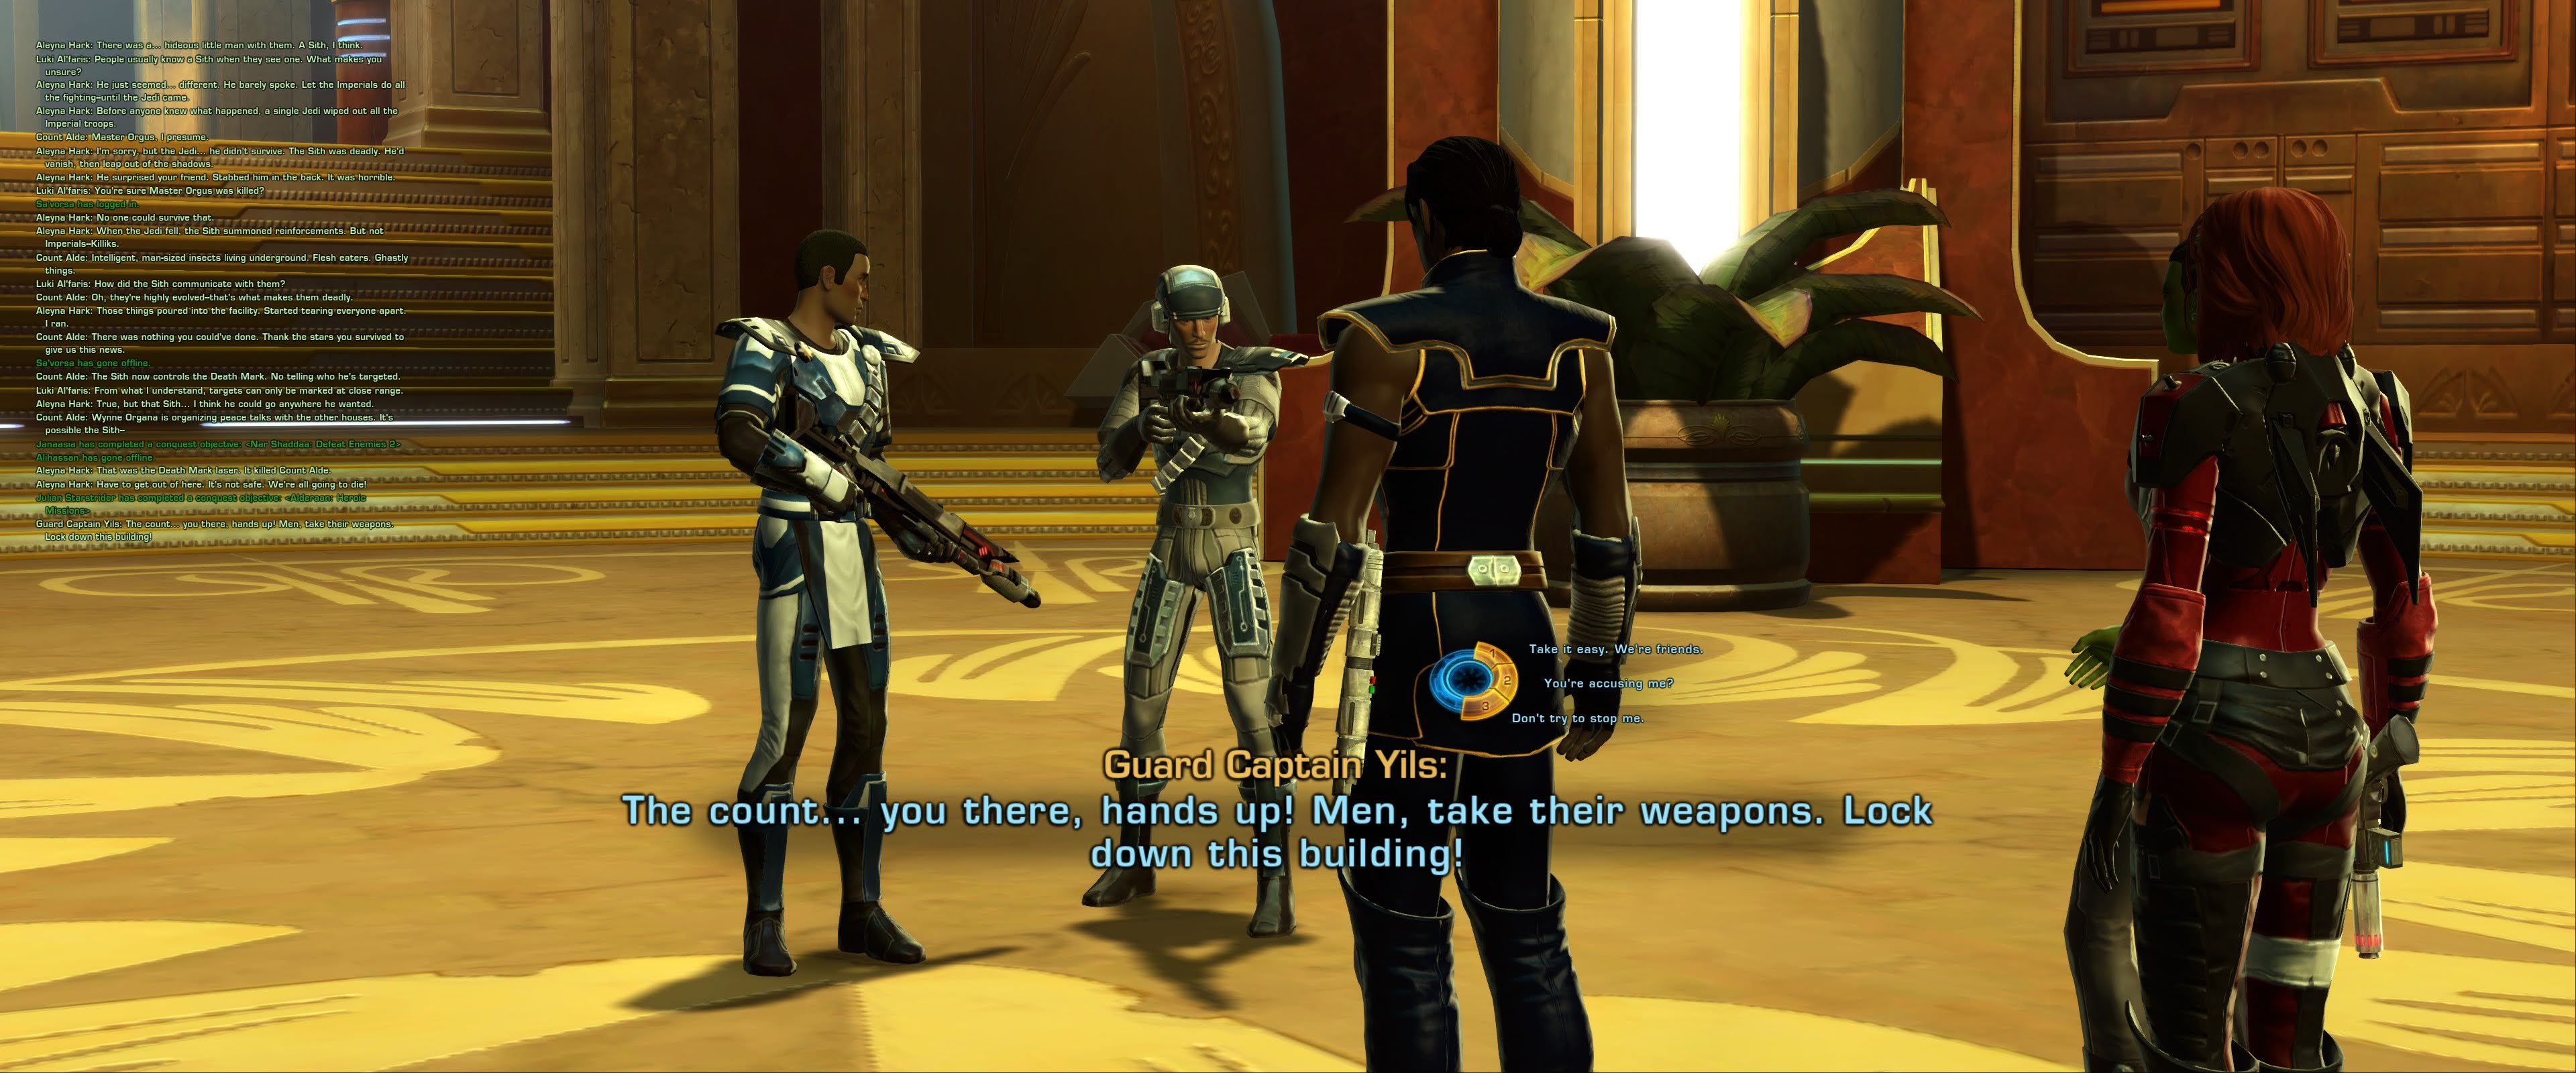 Aleyna Hark: There was a... hideous little man with them. A Sith, I think.
Luki Al'faris: People usually know a Sith when they see one. What makes you
unsure?
Aleyna Hark: He just seemed... different. He barely spoke. Let the Imperials do all
the fighting–until the Jedi came.
Aleyna Hark: Before anyone knew what happened, a single Jedi wiped out all the
Imperial troops.
Count Alde: Master Orgus, I presume.
Aleyna Hark: I'm sorry, but the Jedi... he didn't survive. The Sith was deadly. He'd
vanish, then leap out of the shadows.
Aleyna Hark: He surprised your friend. Stabbed him in the back. It was horrible.
Luki Al'faris: You're sure Master Orgus was killed?
Sa'vorsa has logged in.
Aleyna Hark: No one could survive that.
Aleyna Hark: When the Jedi fell, the Sith summoned reinforcements. But not
Imperials–Killiks.
Count Alde: Intelligent, man-sized insects living underground. Flesh eaters. Ghastly
things.
Luki Al'faris: How did the Sith communicate with them?
Count Alde: Oh, they're highly evolved–that's what makes them deadly.
Aleyna Hark: Those things poured into the facility. Started tearing everyone apart.
I ran.
Count Alde: There was nothing you could've done. Thank the stars you survived to
give us this news.
Sa'vorsa has gone offline.
Count Alde: The Sith now controls the Death Mark. No telling who he's targeted.
Luki Al'faris: From what I understand, targets can only be marked at close range.
Aleyna Hark: True, but that Sith... I think he could go anywhere he wanted.
Count Alde: Wynne Organa is organizing peace talks with the other houses. It's
possible the Sith–
Janaasia has completed a conquest objective: <Nar Shaddaa: Defeat Enemies 2>
Alihassan has gone offline.
Aleyna Hark: That was the Death Mark laser. It killed Count Alde.
Aleyna Hark: Have to get out of here. It's not safe. We're all going to die!
Julian Starstrider has completed a conquest objective: <Alderaan: Heroic
Missions>
Guard Captain Yils: The count... you there, hands up! Men, take their weapons.
Lock down this building!
1 Take it easy. We're friends.
2 You're accusing me?
3 Don't try to stop me.
Guard Captain Yils:
The count... you there, hands up! Men, take their weapons. Lock
down this building!